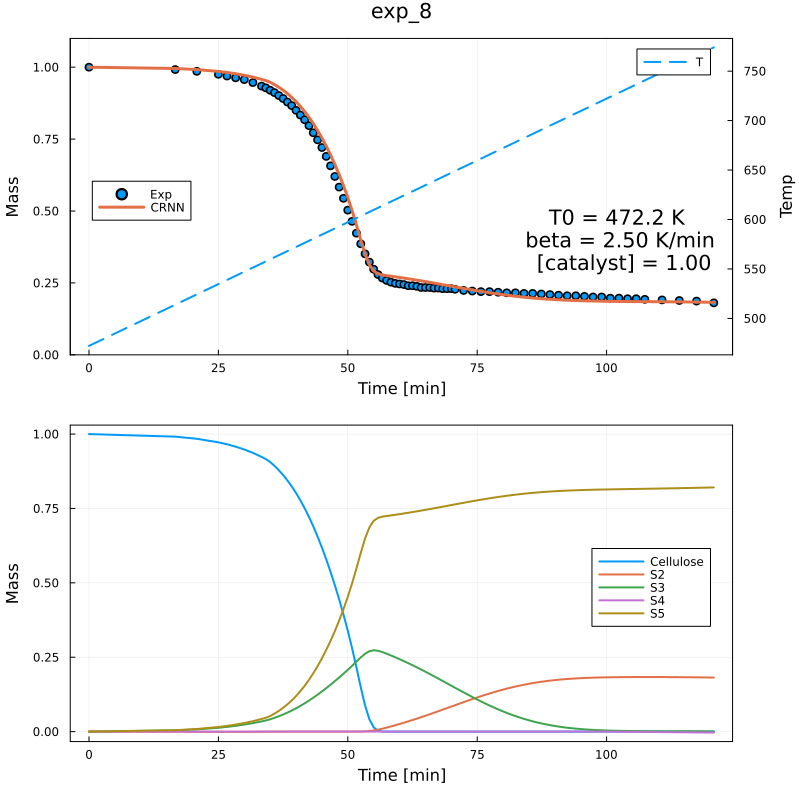 exp_8
T
Exp
CRNN
T0 = 472.2 K
beta = 2.50 K/min
[catalyst] = 1.00
Mass
Temp
1.00
0.75
0.50
0.25
0.00
750
700
650
600
550
500
0 25 50 75 100
Time [min]
Cellulose
S2
S3
S4
S5
Mass
1.00
0.75
0.50
0.25
0.00
0 25 50 75 100
Time [min]